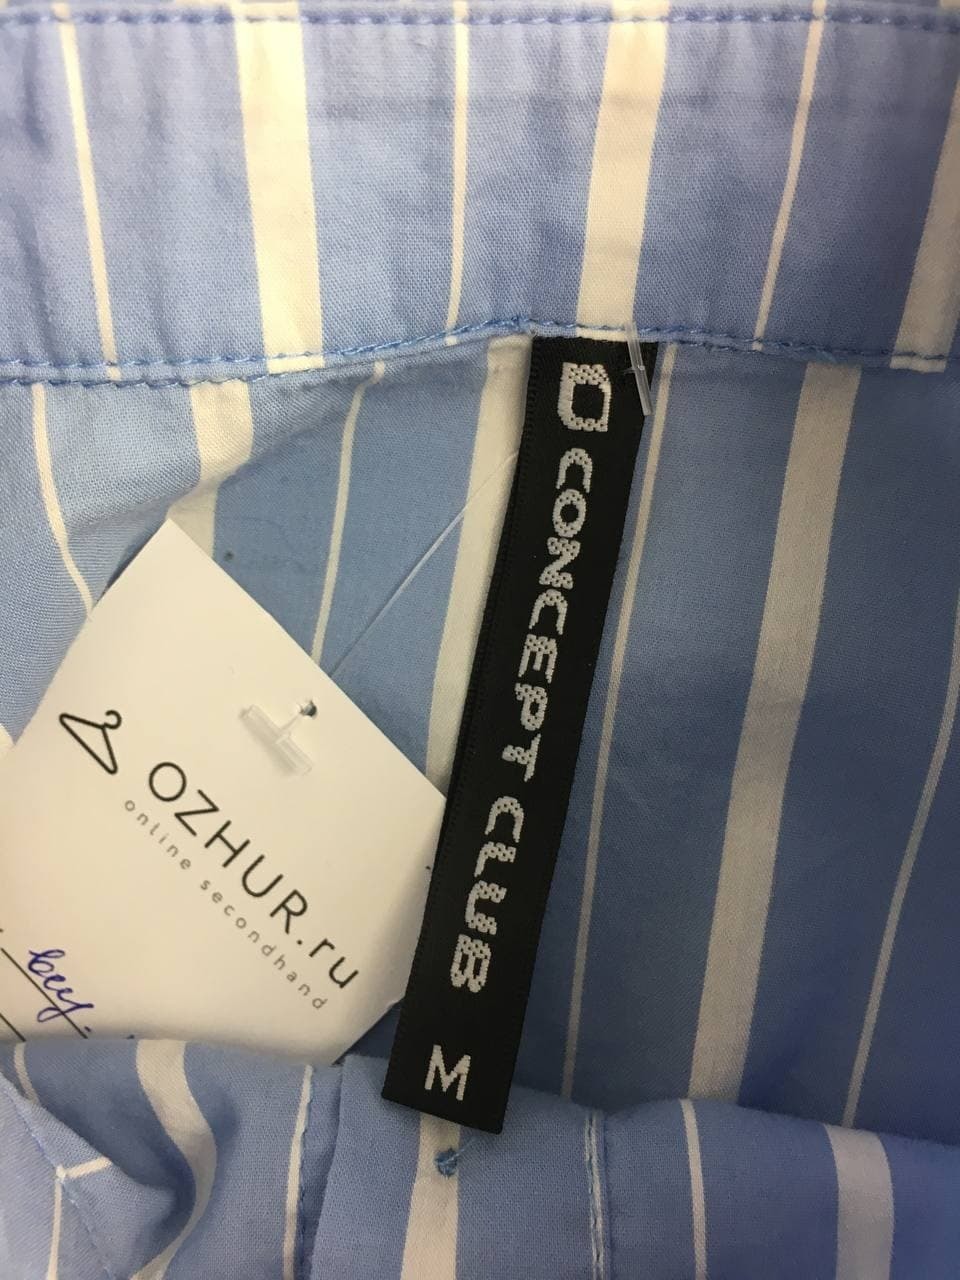 CONCEPT CLUB
M
OZHUR.ru
online secondhand